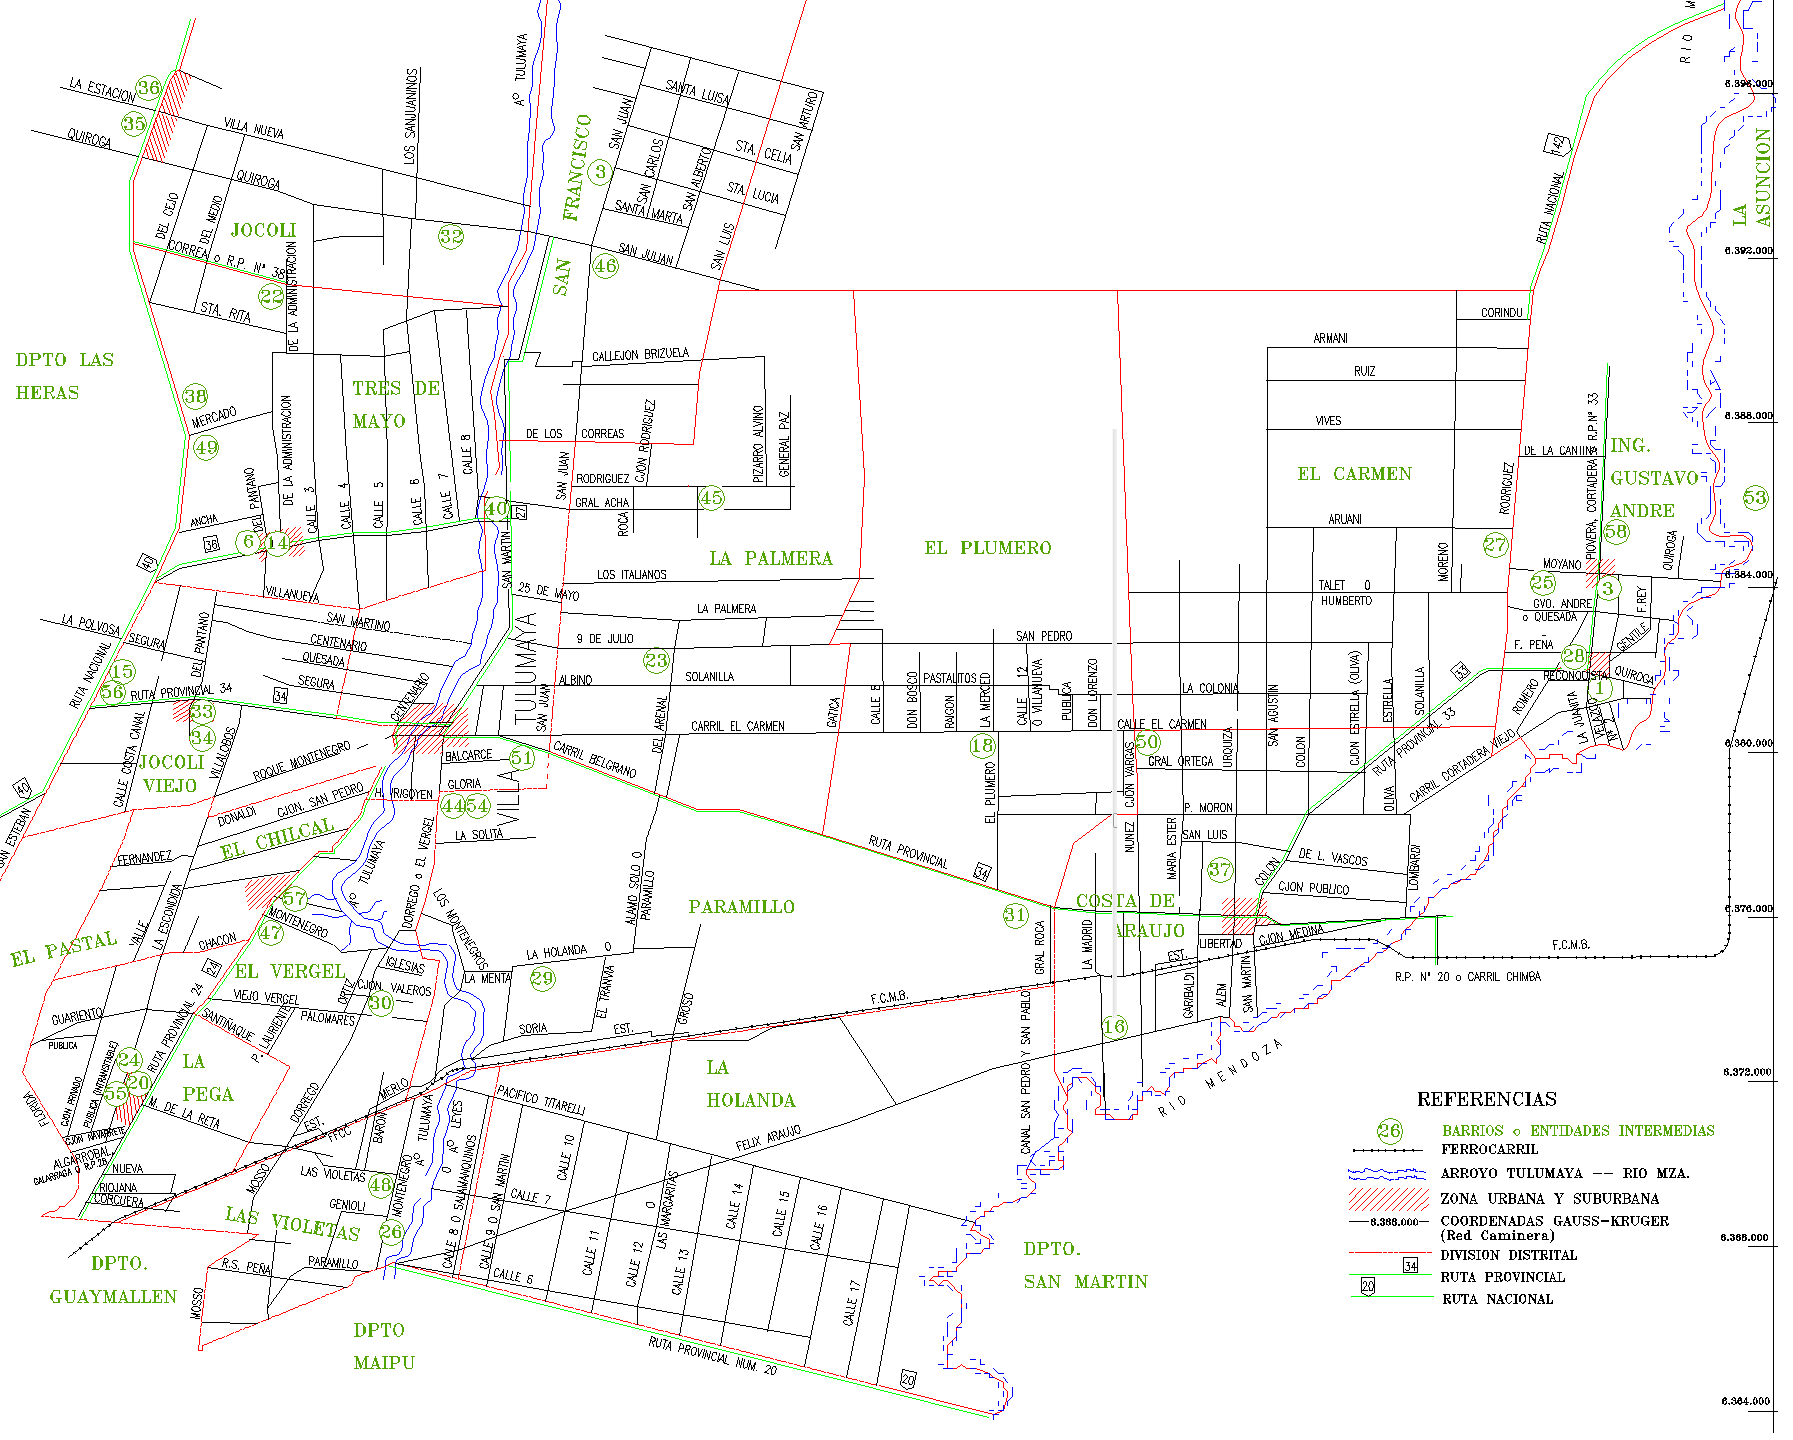 LA ESTACION
36
35
QUIROGA
VILLA NUEVA
QUIROGA
LOS SANJUANINOS
Aº TULUMAYA
SAN JUAN
SANTA LUISA
SAN ARTURO
STA. CELIA
SAN CARLOS
SAN ALBERTO
STA. LUCIA
SANTA MARTA
SAN LUIS
SAN JULIAN
3
46
SAN FRANCISCO
32
DEL CEJO
DEL MEDIO
JOCOLI
CORREA o R.P. Nº 38
22
STA. RITA
DE LA ADMINISTRACION
RIO M
6.396.000
142
RUTA NACIONAL
LA ASUNCION
6.392.000
DPTO LAS
HERAS
38
MERCADO
49
TRES DE
MAYO
DE LA ADMINISTRACION
DEL PANTANO
CALLE 3
CALLE 4
CALLE 5
CALLE 6
CALLE 7
CALLE 8
ANCHA
36
6
14
40
40
27
CALLEJON BRIZUELA
DE LOS CORREAS
SAN JUAN
RODRIGUEZ
CJON RODRIGUEZ
PIZARRO ALVINO
GENERAL PAZ
GRAL ACHA
ROCA
45
SAN MARTIN
LA PALMERA
EL PLUMERO
LOS ITALIANOS
25 DE MAYO
LA PALMERA
9 DE JULIO
23
SOLANILLA
ALBINO
CORINDU
ARMANI
RUIZ
VIVES
EL CARMEN
ARUANI
MORENO
27
RODRIGUEZ
DE LA CANTINA
PIOVERA, CORTADERA R.P Nº 33
ING.
GUSTAVO
ANDRE
58
53
6.388.000
6.384.000
MOYANO
QUIROGA
25
3
GVO. ANDRE
o QUESADA
F. REY
F. PEÑA
GENTILE
28
RECONQUISTA
QUIROGA
1
ROMERO
LA JUANITA
TALET O
HUMBERTO
SAN PEDRO
PASTALITOS
DON BOSCO
RAIGON
LA MERCED
CALLE 12
O VILLANUEVA
PUBLICA
DON LORENZO
LA COLONIA
CALLE EL CARMEN
50
GRAL ORTEGA
URQUIZA
SAN AGUSTIN
COLON
CJON ESTRELLA (OLIVA)
ESTRELLA
SOLANILLA
33
RUTA PROVINCIAL 33
CARRIL CORTADERA VIEJO
6.380.000
VILLANUEVA
SAN MARTINO
CENTENARIO
QUESADA
SEGURA
CENTENARIO
LA POLVOSA
SEGURA
DEL PANTANO
RUTA NACIONAL
15
56
RUTA PROVINCIAL 34
34
33
34
JOCOLI
VIEJO
CALLE COSTA CANAL
VILLALOBOS
ROQUE MONTENEGRO
40
SAN ESTEBAN
DONALDI
CJON. SAN PEDRO
EL CHILCAL
FERNANDEZ
VILLA TULUMAYA
SAN JUAN
DEL ARENAL
CARRIL EL CARMEN
GATICA
CALLE B
BALCARCE
51
GLORIA
H. IRIGOYEN
44
54
LA SOLITA
CARRIL BELGRANO
RUTA PROVINCIAL
34
18
EL PLUMERO
CJON VARGAS
NUNEZ
P. MORON
OLIVA
MARIA ESTER
SAN LUIS
37
COLON
DE L. VASCOS
CJON PUBLICO
LOMBARDI
COSTA DE
ARAUJO
31
GRAL ROCA
LA MADRID
LIBERTAD
CJON MEDINA
EST.
GARIBALDI
ALEM
SAN MARTIN
F.C.M.B.
R.P. Nº 20 o CARRIL CHIMBA
6.376.000
Aº TULUMAYA
DORREGO o EL VERGEL
LOS MONTENEGROS
ALAMO SOLO O
PARAMILLO
PARAMILLO
57
MONTENEGRO
47
EL PASTAL
VALLE
LA ESCONDIDA
CHACON
24
EL VERGEL
IGLESIAS
CJON. VALEROS
30
ORTIZ
VIEJO VERGEL
PALOMARES
LA HOLANDA O
LA MENTA
29
EL TRANVIA
SORIA
EST.
GROSO
F.C.M.B.
CANAL SAN PEDRO Y SAN PABLO
16
RIO MENDOZA
GUARIENTO
PUBLICA
SANTIÑAQUE
P. LAURIENTE
RUTA PROVINCIAL 24
24
20
55
LA
PEGA
CJON PRIVADO
PUBLICA (INTRANSITABLE)
FLORIDA
M. DE LA RETA
CJON NAVARRETE
ALGARROBAL
GALARRAGA O R.P. 28
NUEVA
RIOJANA
CORCUERA
DORREGO
EST.
FFCC
MERLO
BARON
TULUMAYA
Aº
O LEYES
LAS VIOLETAS
48
GENIOLI
MONTENEGRO
26
MOSSO
LAS VIOLETAS
R.S. PEÑA
PARAMILLO
MOSSO
DPTO.
GUAYMALLEN
DPTO
MAIPU
LA
HOLANDA
PACIFICO TITARELLI
FELIX ARAUJO
CALLE 10
CALLE 7
CALLE 8 O SALAMANQUINOS
CALLE 9 O SAN MARTIN
CALLE 6
CALLE 11
CALLE 12
LAS MARGARITAS
O
CALLE 13
CALLE 14
CALLE 15
CALLE 16
CALLE 17
RUTA PROVINCIAL NUM. 20
20
DPTO.
SAN MARTIN
6.372.000
6.368.000
6.364.000
REFERENCIAS
26 BARRIOS o ENTIDADES INTERMEDIAS
FERROCARRIL
ARROYO TULUMAYA -- RIO MZA.
ZONA URBANA Y SUBURBANA
6.368.000 COORDENADAS GAUSS-KRUGER
(Red Caminera)
DIVISION DISTRITAL
34 RUTA PROVINCIAL
20 RUTA NACIONAL